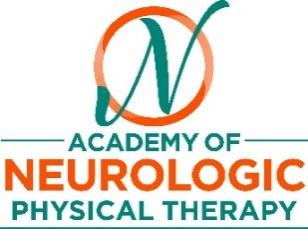 N
ACADEMY OF
NEUROLOGIC
PHYSICAL THERAPY